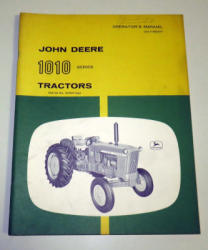 OPERATOR'S MANUAL
JOHN DEERE
1010 SERIES
TRACTORS